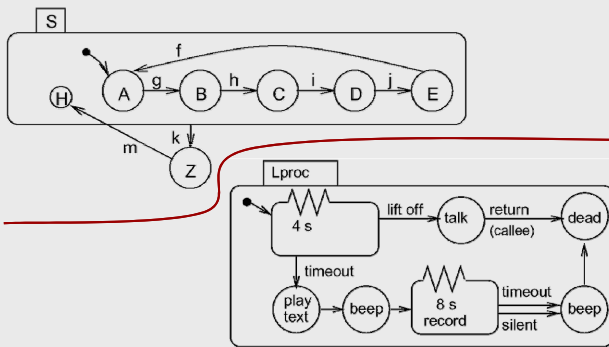 S
f
g
h
i
j
A
B
C
D
E
H
m
k
Z
Lproc
4 s
lift off
talk
return
(callee)
dead
timeout
play
text
beep
8 s
record
timeout
silent
beep